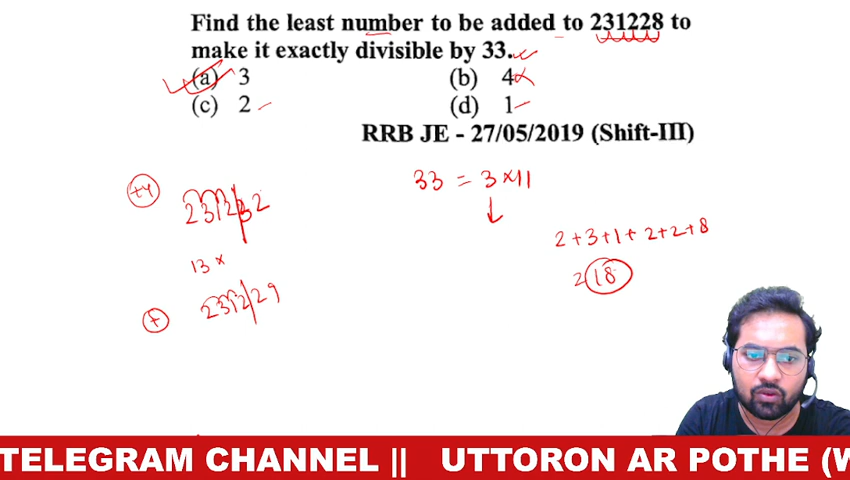 Find the least number to be added to 231228 to
make it exactly divisible by 33.
(a) 3 (b) 4
(c) 2 (d) 1
RRB JE - 27/05/2019 (Shift-III)
+4
33 = 3 × 11
2+3+1+2+2+8
18
13 ×
231229
+
TELEGRAM CHANNEL || UTTORON AR POTHE (W